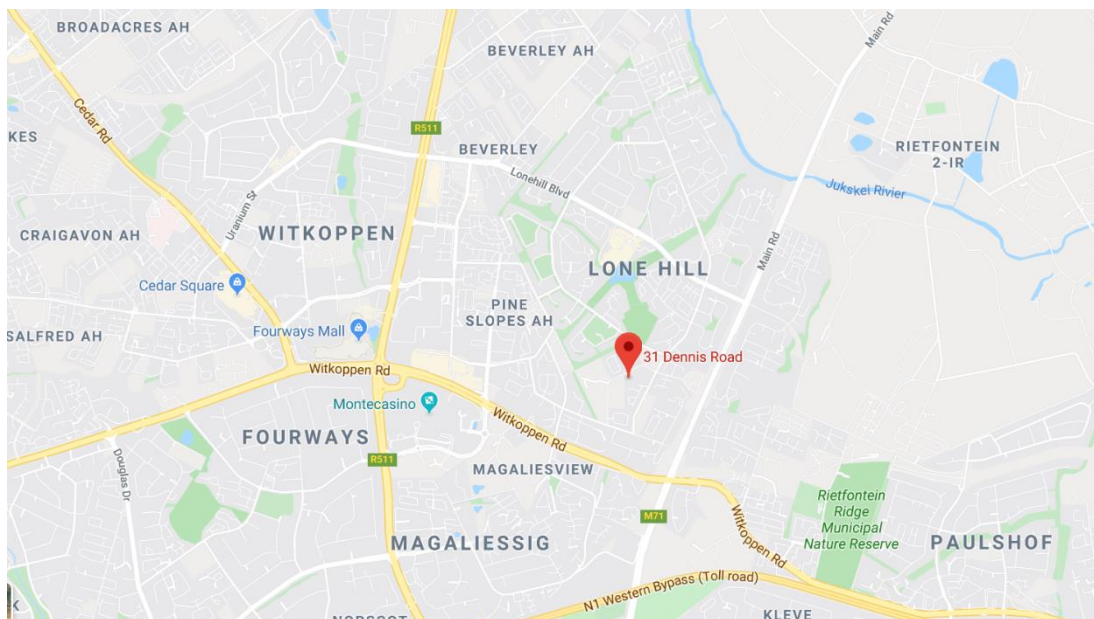 BROADACRES AH
BEVERLEY AH
Main Rd
Cedar Rd
R511
BEVERLEY
RIETFONTEIN
2-IR
Lonehill Blvd
Jukskei Rivier
Uranium St
CRAIGAVON AH
WITKOPPEN
Main Rd
LONE HILL
Cedar Square
PINE
SLOPES AH
Fourways Mall
SALFRED AH
31 Dennis Road
Witkoppen Rd
Montecasino
Witkoppen Rd
FOURWAYS
R511
Douglas Dr
MAGALIESVIEW
Rietfontein
Ridge
Municipal
Nature Reserve
M71
Witkoppen Rd
MAGALIESSIG
PAULSHOF
N1 Western Bypass (Toll road)
KLEVE